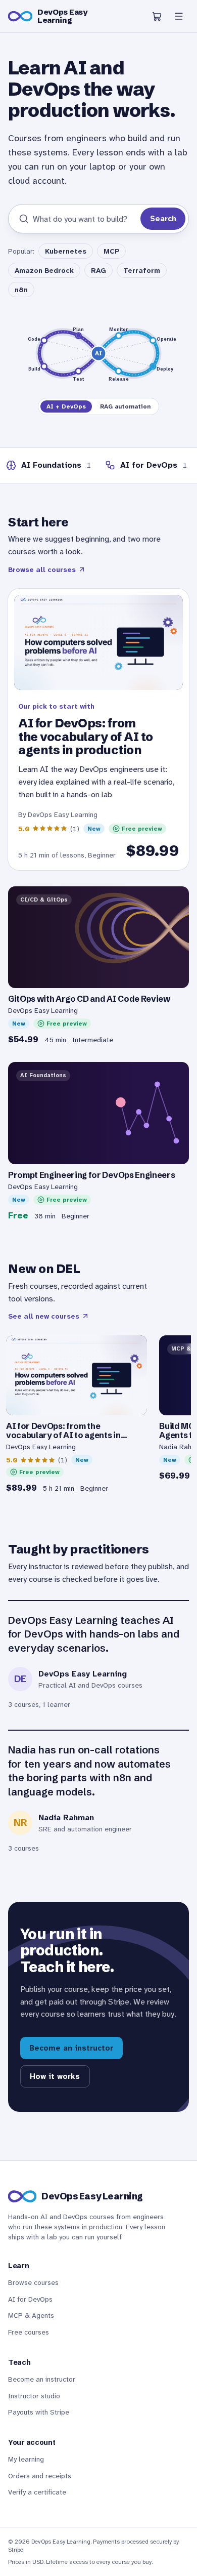 DevOps Easy
Learning
Learn AI and
DevOps the way
production works.
Courses from engineers who build and run
these systems. Every lesson ends with a lab
you can run on your laptop or your own
cloud account.
What do you want to build?
Search
Popular:
Kubernetes
MCP
Amazon Bedrock
RAG
Terraform
n8n
Plan
Monitor
Code
Operate
AI
Build
Deploy
Test
Release
AI + DevOps
RAG automation
AI Foundations 1
AI for DevOps 1
Start here
Where we suggest beginning, and two more
courses worth a look.
Browse all courses
DEVOPS EASY LEARNING
How computers solved
problems before AI
Our pick to start with
AI for DevOps: from
the vocabulary of AI to
agents in production
Learn AI the way DevOps engineers use it:
every idea explained with a real-life scenario,
then built in a hands-on lab
By DevOps Easy Learning
5.0 ★★★★★ (1)
New
Free preview
5 h 21 min of lessons, Beginner
$89.99
CI/CD & GitOps
GitOps with Argo CD and AI Code Review
DevOps Easy Learning
New
Free preview
$54.99 45 min Intermediate
AI Foundations
Prompt Engineering for DevOps Engineers
DevOps Easy Learning
New
Free preview
Free 38 min Beginner
New on DEL
Fresh courses, recorded against current
tool versions.
See all new courses
How computers solved
problems before AI
AI for DevOps: from the
vocabulary of AI to agents in...
DevOps Easy Learning
5.0 ★★★★★ (1)
New
Free preview
$89.99 5 h 21 min Beginner
MCP &
Build MC
Agents f
Nadia Rah
New
$69.99
Taught by practitioners
Every instructor is reviewed before they publish, and
every course is checked before it goes live.
DevOps Easy Learning teaches AI
for DevOps with hands-on labs and
everyday scenarios.
DE
DevOps Easy Learning
Practical AI and DevOps courses
3 courses, 1 learner
Nadia has run on-call rotations
for ten years and now automates
the boring parts with n8n and
language models.
NR
Nadia Rahman
SRE and automation engineer
3 courses
You run it in
production.
Teach it here.
Publish your course, keep the price you set,
and get paid out through Stripe. We review
every course so learners trust what they buy.
Become an instructor
How it works
DevOps Easy Learning
Hands-on AI and DevOps courses from engineers
who run these systems in production. Every lesson
ships with a lab you can run yourself.
Learn
Browse courses
AI for DevOps
MCP & Agents
Free courses
Teach
Become an instructor
Instructor studio
Payouts with Stripe
Your account
My learning
Orders and receipts
Verify a certificate
© 2026 DevOps Easy Learning. Payments processed securely by
Stripe.
Prices in USD. Lifetime access to every course you buy.